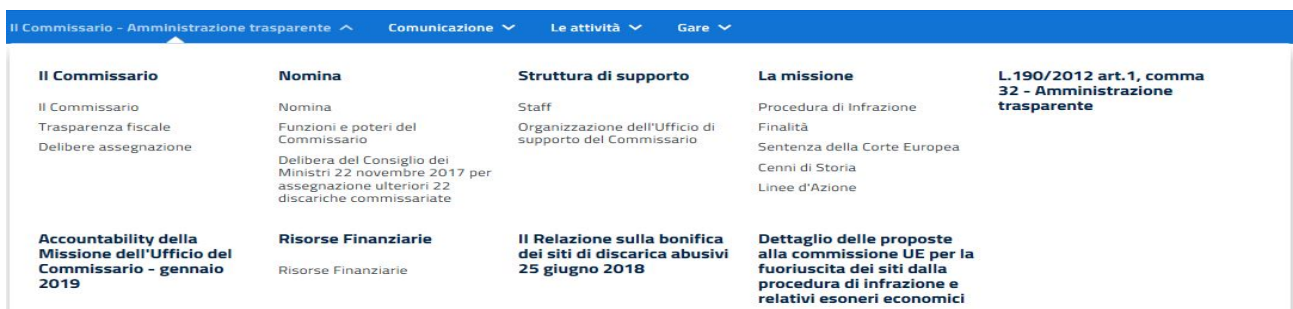 Il Commissario - Amministrazione trasparente
Comunicazione
Le attività
Gare
Il Commissario
Il Commissario
Trasparenza fiscale
Delibere assegnazione
Nomina
Nomina
Funzioni e poteri del
Commissario
Delibera del Consiglio dei
Ministri 22 novembre 2017 per
assegnazione ulteriori 22
discariche commissariate
Struttura di supporto
Staff
Organizzazione dell'Ufficio di
supporto del Commissario
La missione
Procedura di Infrazione
Finalità
Sentenza della Corte Europea
Cenni di Storia
Linee d'Azione
L.190/2012 art.1, comma
32 - Amministrazione
trasparente
Accountability della
Missione dell'Ufficio del
Commissario - gennaio
2019
Risorse Finanziarie
Risorse Finanziarie
II Relazione sulla bonifica
dei siti di discarica abusivi
25 giugno 2018
Dettaglio delle proposte
alla commissione UE per la
fuoriuscita dei siti dalla
procedura di infrazione e
relativi esoneri economici